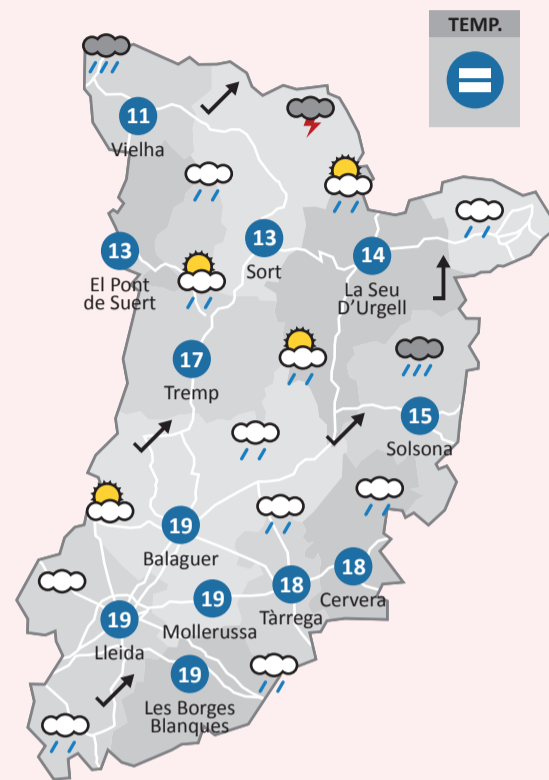 TEMP.
11
Vielha
13
El Pont
de Suert
13
Sort
14
La Seu
D'Urgell
17
Tremp
15
Solsona
19
Balaguer
18
Cervera
18
Tàrrega
19
Mollerussa
19
Lleida
19
Les Borges
Blanques